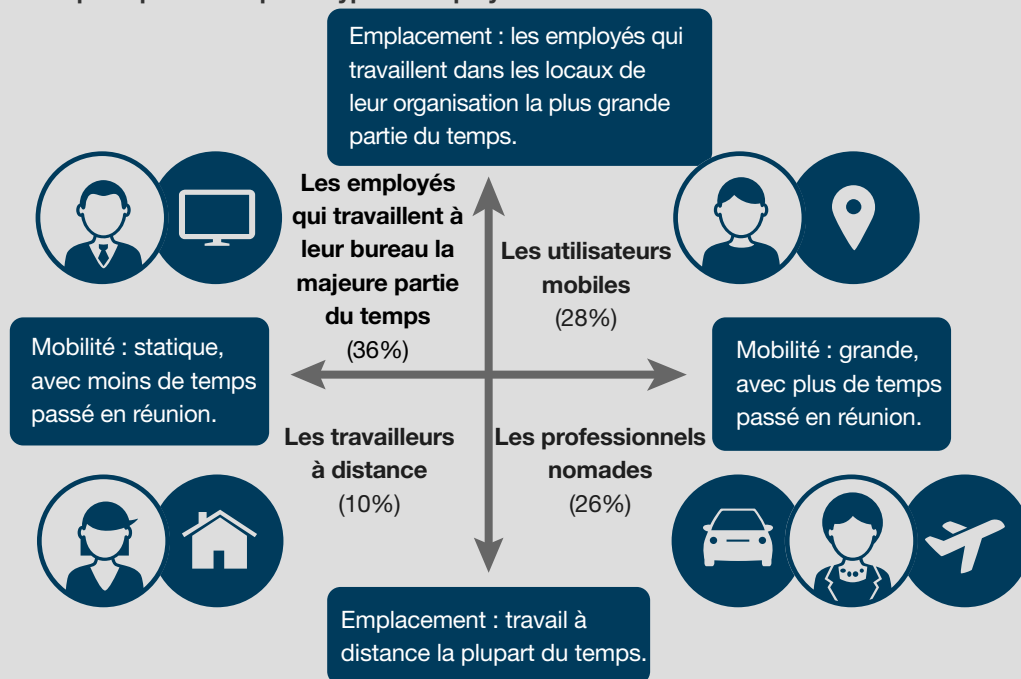 Emplacement : les employés qui
travaillent dans les locaux de
leur organisation la plus grande
partie du temps.
Les employés
qui travaillent à
leur bureau la
majeure partie
du temps
(36%)
Les utilisateurs
mobiles
(28%)
Mobilité : statique,
avec moins de temps
passé en réunion.
Mobilité : grande,
avec plus de temps
passé en réunion.
Les travailleurs
à distance
(10%)
Les professionnels
nomades
(26%)
Emplacement : travail à
distance la plupart du temps.